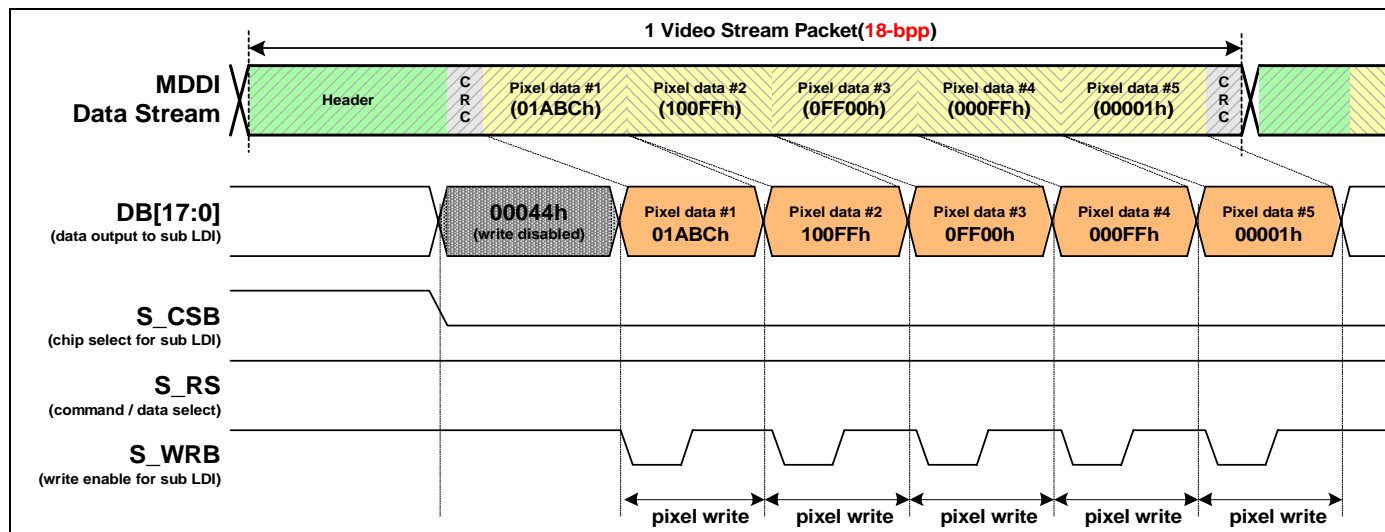 1 Video Stream Packet(18-bpp)
MDDI
Data Stream
Header
C
R
C
Pixel data #1
(01ABCh)
Pixel data #2
(100FFh)
Pixel data #3
(0FF00h)
Pixel data #4
(000FFh)
Pixel data #5
(00001h)
C
R
C
DB[17:0]
(data output to sub LDI)
00044h
(write disabled)
Pixel data #1
01ABCh
Pixel data #2
100FFh
Pixel data #3
0FF00h
Pixel data #4
000FFh
Pixel data #5
00001h
S_CSB
(chip select for sub LDI)
S_RS
(command / data select)
S_WRB
(write enable for sub LDI)
pixel write
pixel write
pixel write
pixel write
pixel write